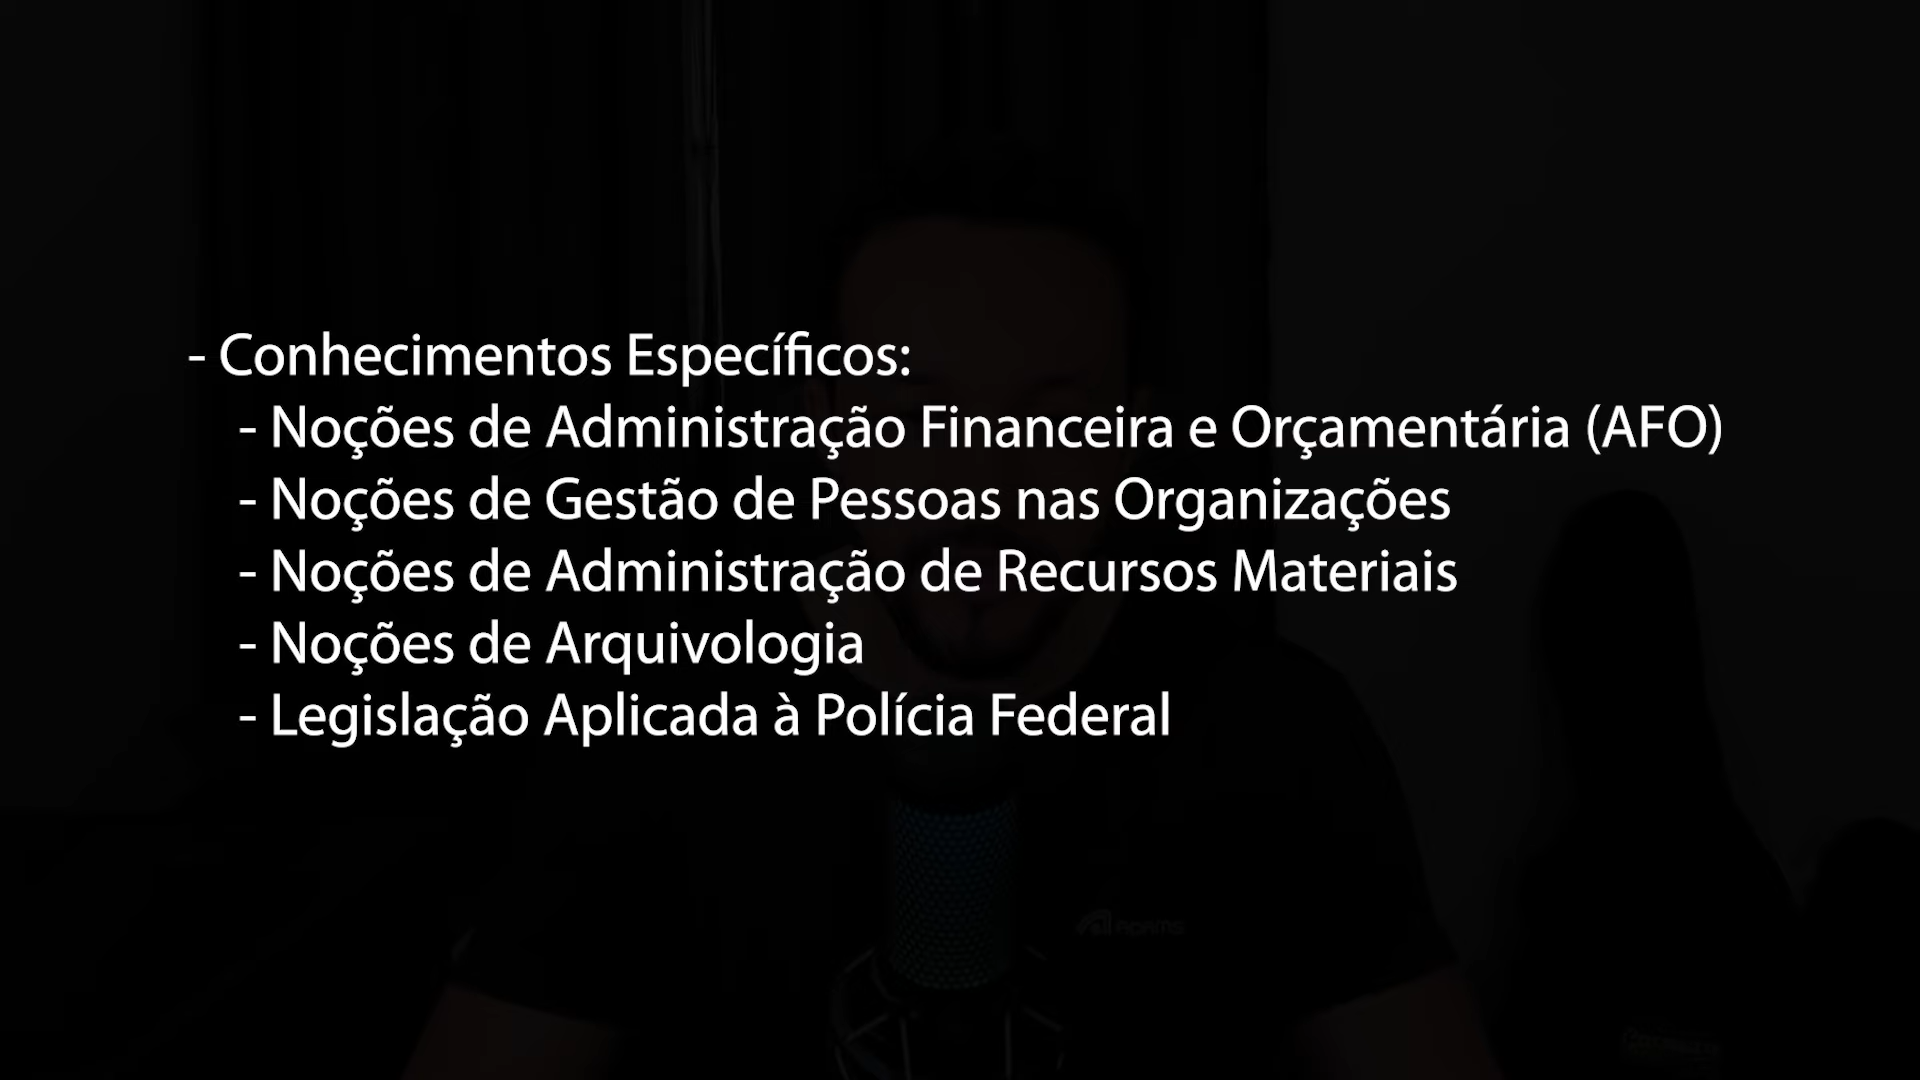 - Conhecimentos Específicos:
- Noções de Administração Financeira e Orçamentária (AFO)
- Noções de Gestão de Pessoas nas Organizações
- Noções de Administração de Recursos Materiais
- Noções de Arquivologia
- Legislação Aplicada à Polícia Federal